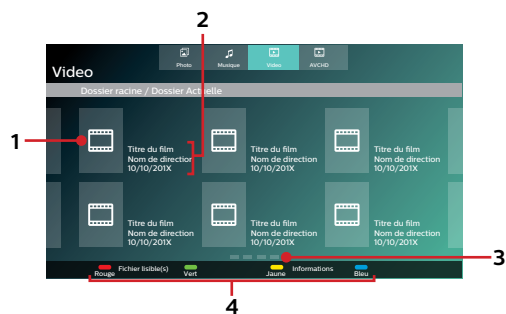 2
Photo Musique Video AVCHD
Video
Dossier racine / Dossier Actuelle
1
Titre du film Titre du film Titre du film
Nom de direction Nom de direction Nom de direction
10/10/201X 10/10/201X 10/10/201X
Titre du film Titre du film Titre du film
Nom de direction Nom de direction Nom de direction
10/10/201X 10/10/201X 10/10/201X
3
Rouge Fichier lisible(s) Vert Jaune Informations Bleu
4